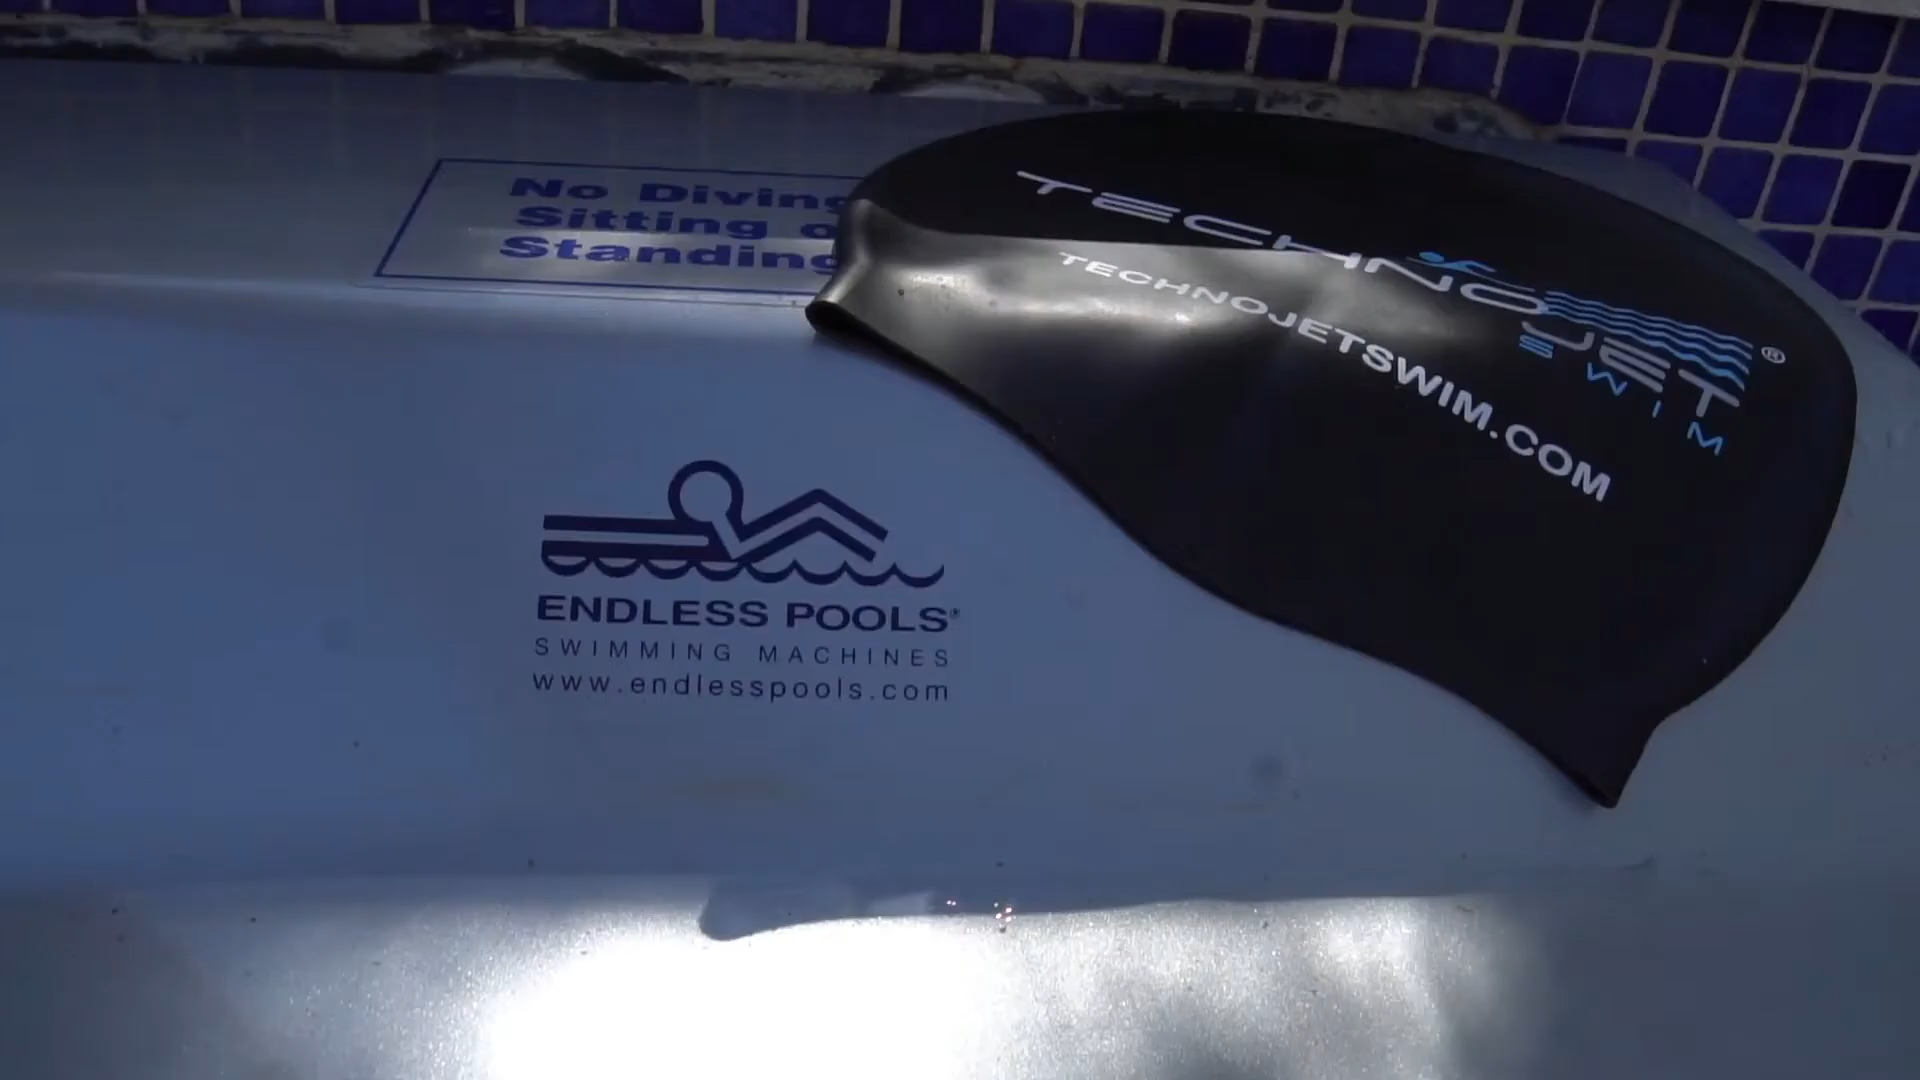 No Diving
Sitting o
Standing
TECHNOJET®
SWIM
TECHNOJETSWIM.COM
ENDLESS POOLS®
SWIMMING MACHINES
www.endlesspools.com